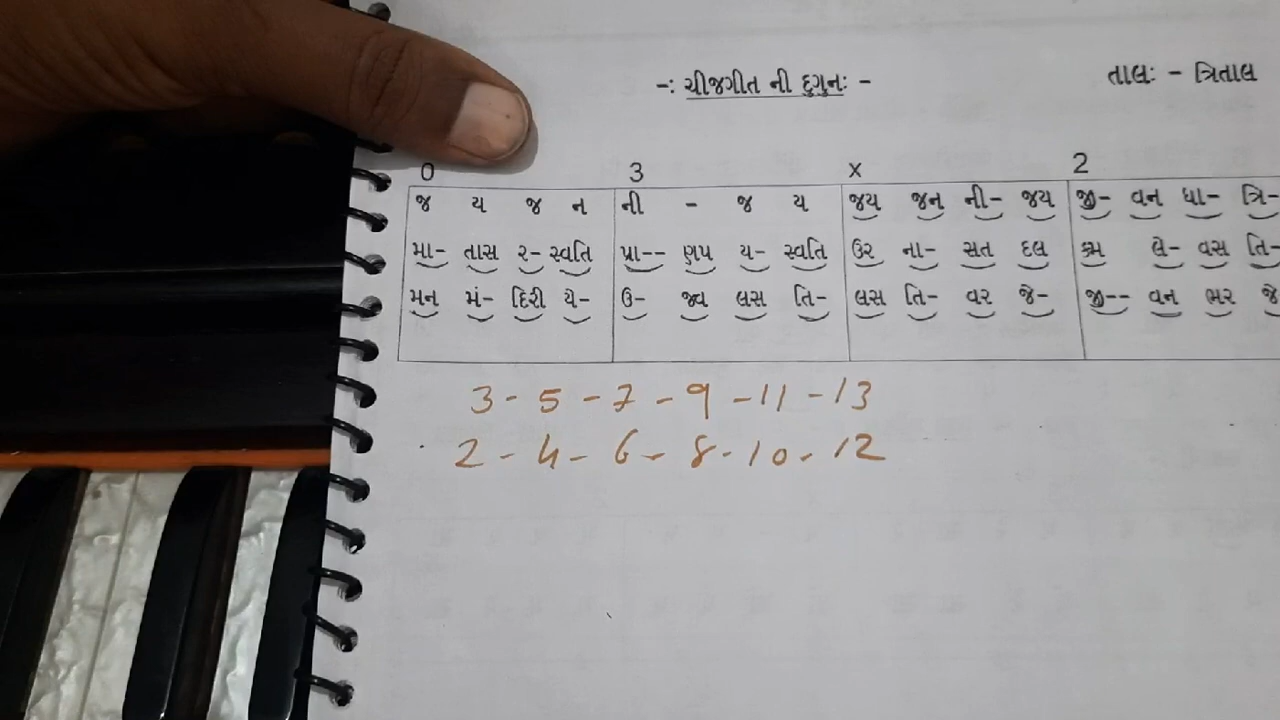 -: ચીજગીત ની દુગુનઃ - તાલઃ - ત્રિતાલ
0 3 x 2
જ ય જ ન ની - જ ય જય જન ની- જય જી- વન ધા- ત્રિ-
મા- તાસ ર- સ્વતિ પ્રા-- ણપ ય- સ્વતિ ઉર ના- સત દલ લે- વસ તિ-
મન મં- દિરી યે- ઉ- જ્વ લસ તિ- લસ તિ- વર જે- જી-- વન ભર જે
3 - 5 - 7 - 9 - 11 - 13
2 - 4 - 6 - 8 - 10 - 12